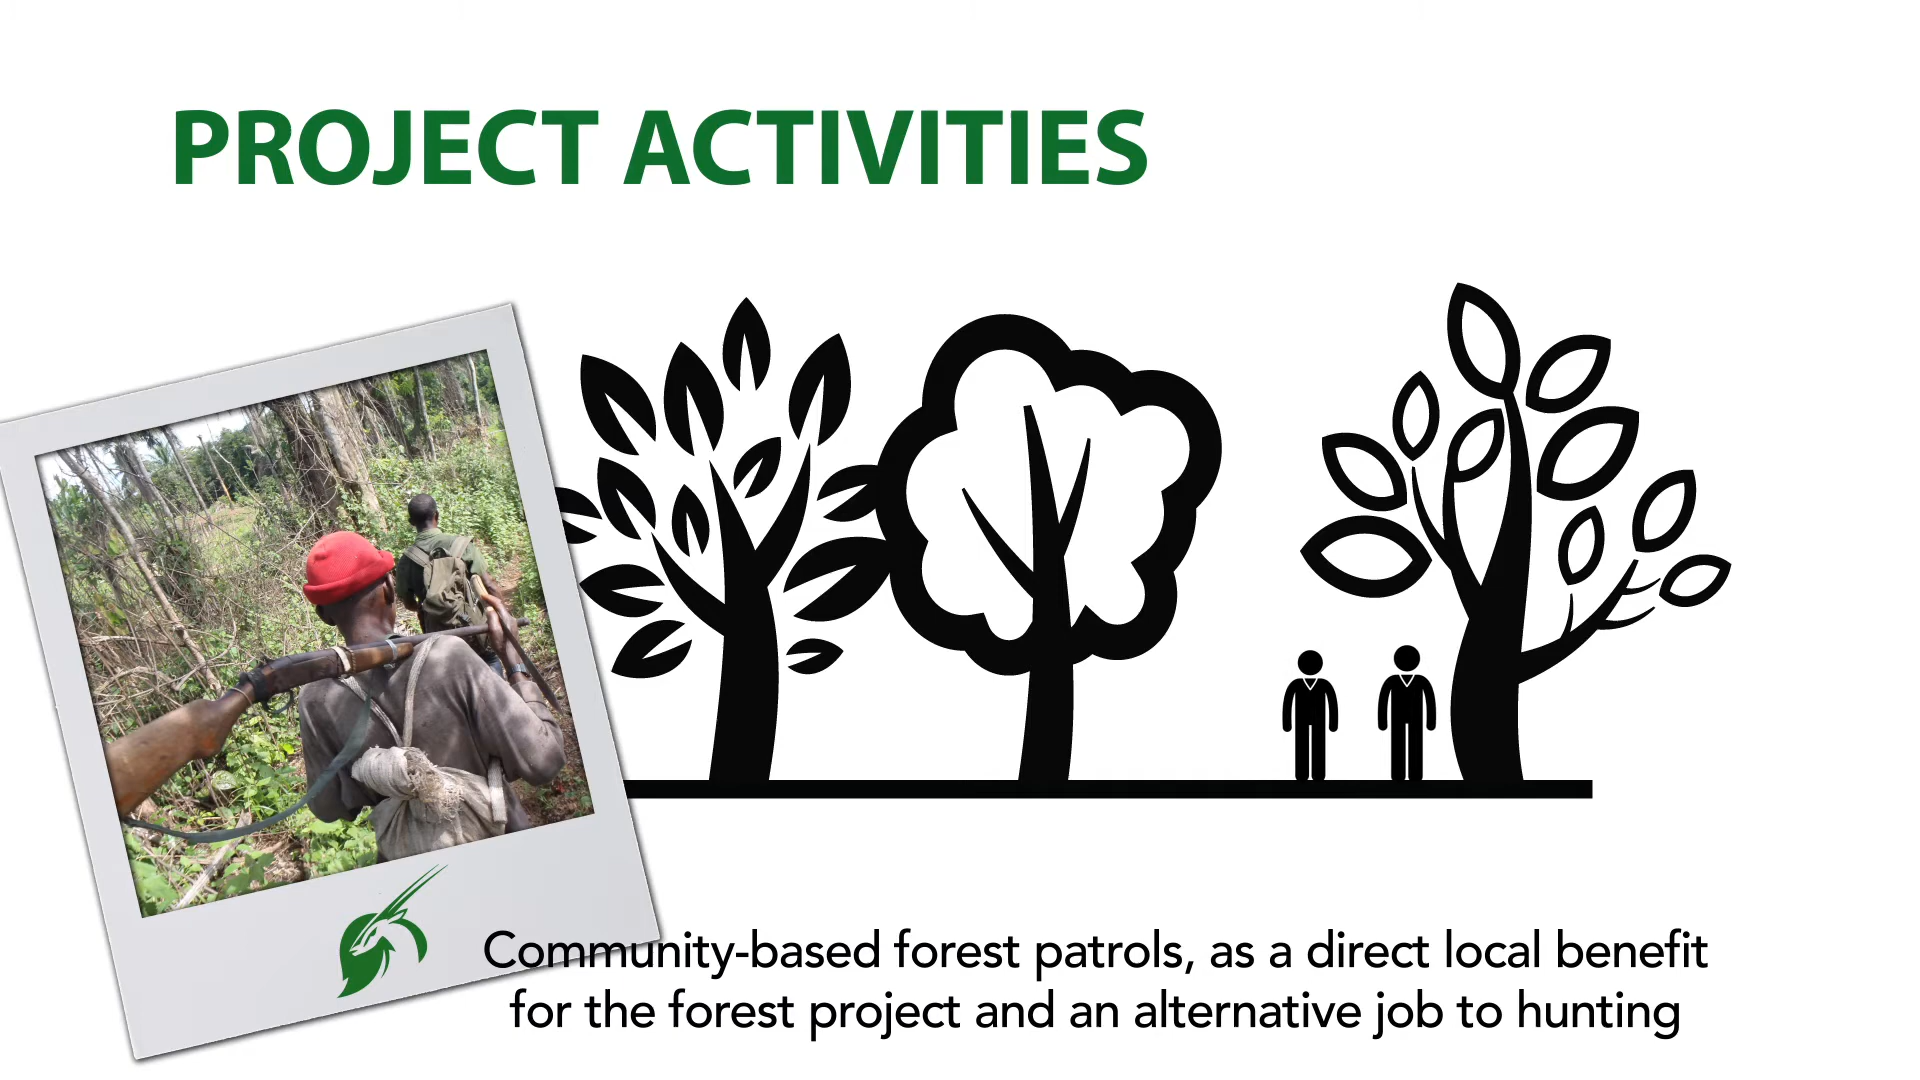 PROJECT ACTIVITIES
Community-based forest patrols, as a direct local benefit
for the forest project and an alternative job to hunting